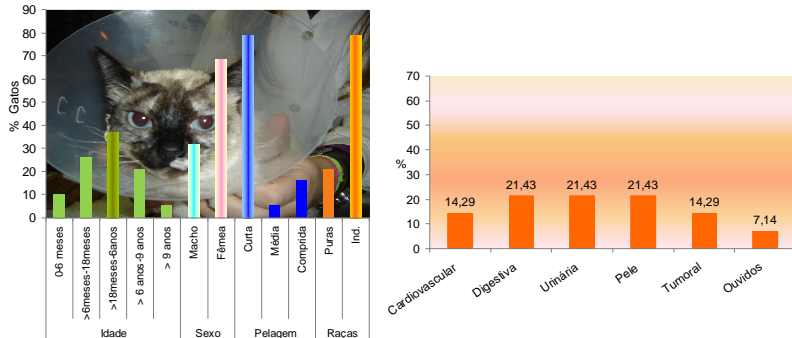 % Gatos
90
80
70
60
50
40
30
20
10
0
0-6 meses
>6meses-18meses
>18meses-6anos
> 6 anos-9 anos
> 9 anos
Macho
Fêmea
Curta
Média
Comprida
Puras
Ind.
Idade
Sexo
Pelagem
Raças
%
70
60
50
40
30
20
10
0
14,29
21,43
21,43
21,43
14,29
7,14
Cardiovascular
Digestiva
Urinária
Pele
Tumoral
Ouvidos